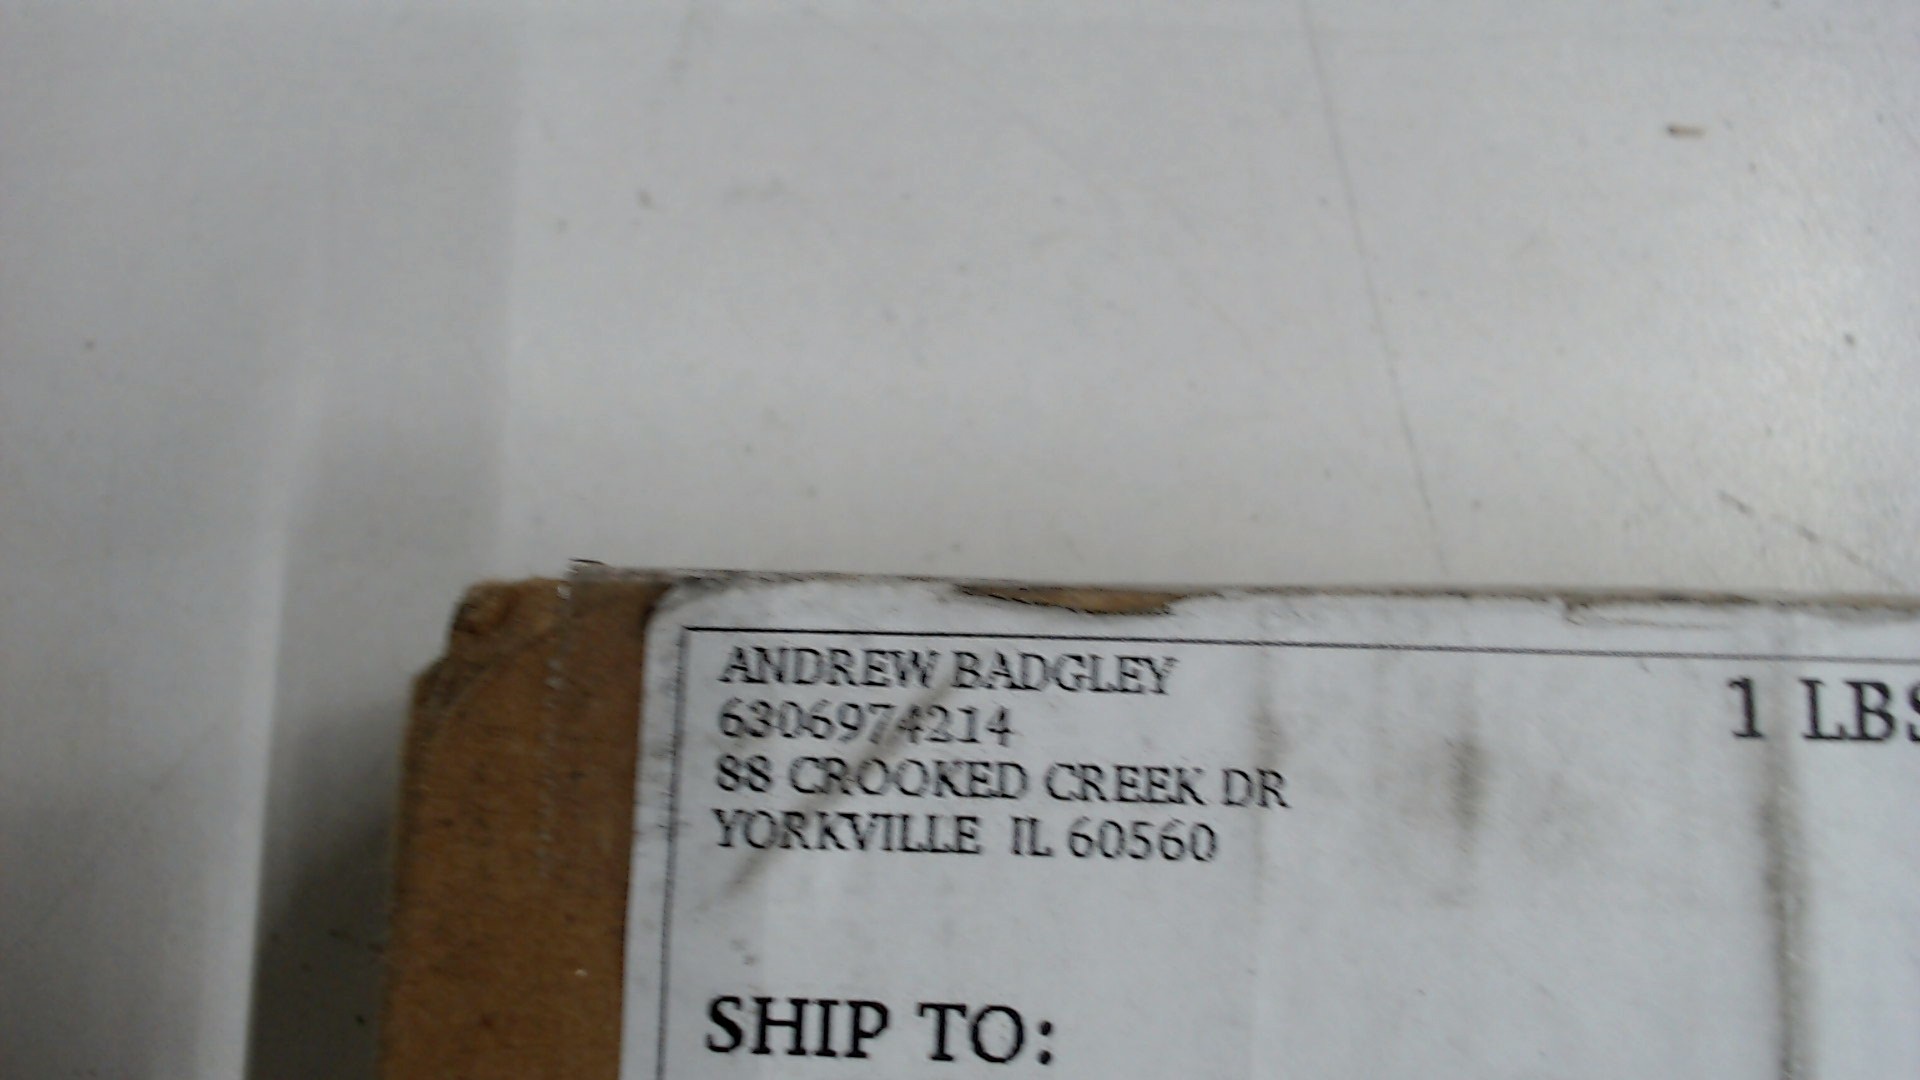 ANDREW BADGLEY
6306974214
88 CROOKED CREEK DR
YORKVILLE IL 60560
1 LBS
SHIP TO: